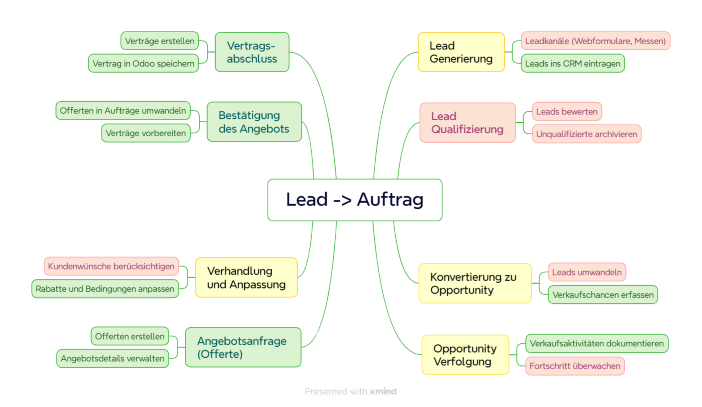 Lead -> Auftrag
Lead
Generierung
Leadkanäle (Webformulare, Messen)
Leads ins CRM eintragen
Lead
Qualifizierung
Leads bewerten
Unqualifizierte archivieren
Konvertierung zu
Opportunity
Leads umwandeln
Verkaufschancen erfassen
Opportunity
Verfolgung
Verkaufsaktivitäten dokumentieren
Fortschritt überwachen
Angebotsanfrage
(Offerte)
Offerten erstellen
Angebotsdetails verwalten
Verhandlung
und Anpassung
Kundenwünsche berücksichtigen
Rabatte und Bedingungen anpassen
Bestätigung
des Angebots
Offerten in Aufträge umwandeln
Verträge vorbereiten
Vertrags-
abschluss
Verträge erstellen
Vertrag in Odoo speichern
Presented with xmind